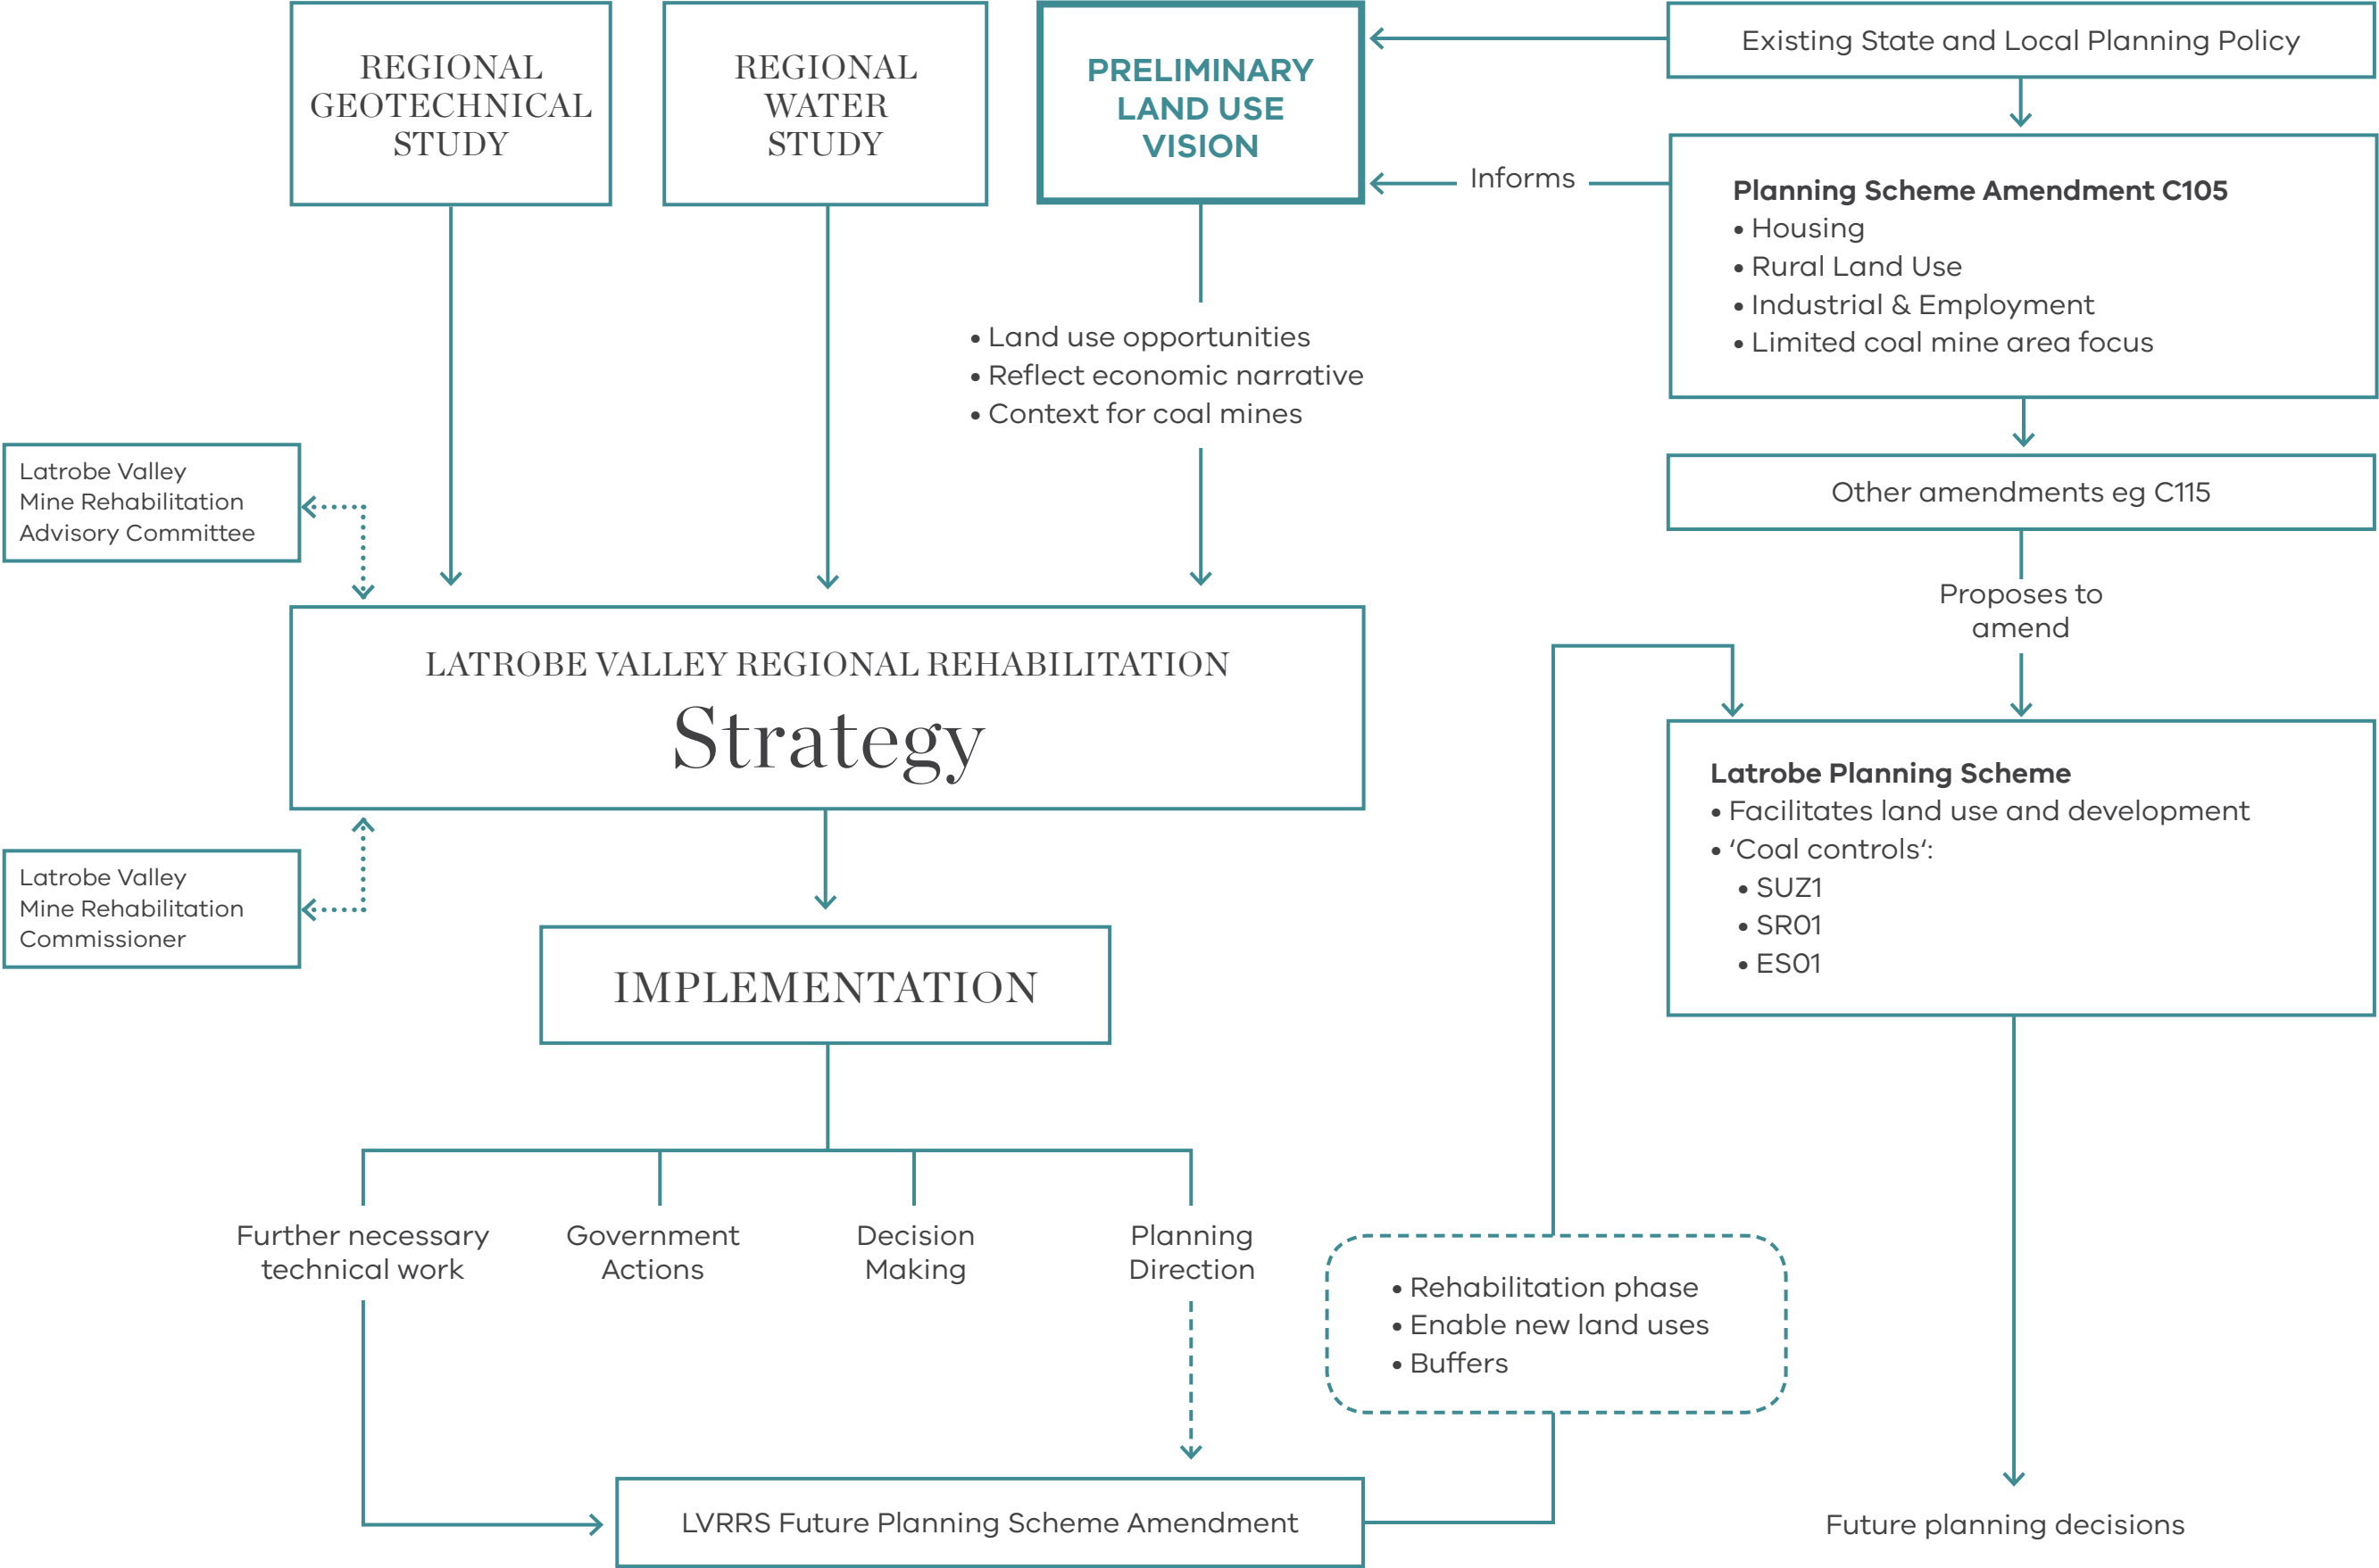 REGIONAL
GEOTECHNICAL
STUDY
REGIONAL
WATER
STUDY
PRELIMINARY
LAND USE
VISION
Existing State and Local Planning Policy
Informs
Planning Scheme Amendment C105
• Housing
• Rural Land Use
• Industrial & Employment
• Limited coal mine area focus
• Land use opportunities
• Reflect economic narrative
• Context for coal mines
Latrobe Valley
Mine Rehabilitation
Advisory Committee
Other amendments eg C115
Proposes to
amend
LATROBE VALLEY REGIONAL REHABILITATION
Strategy
Latrobe Planning Scheme
• Facilitates land use and development
• ‘Coal controls‘:
• SUZ1
• SR01
• ES01
Latrobe Valley
Mine Rehabilitation
Commissioner
IMPLEMENTATION
Further necessary
technical work
Government
Actions
Decision
Making
Planning
Direction
• Rehabilitation phase
• Enable new land uses
• Buffers
LVRRS Future Planning Scheme Amendment
Future planning decisions